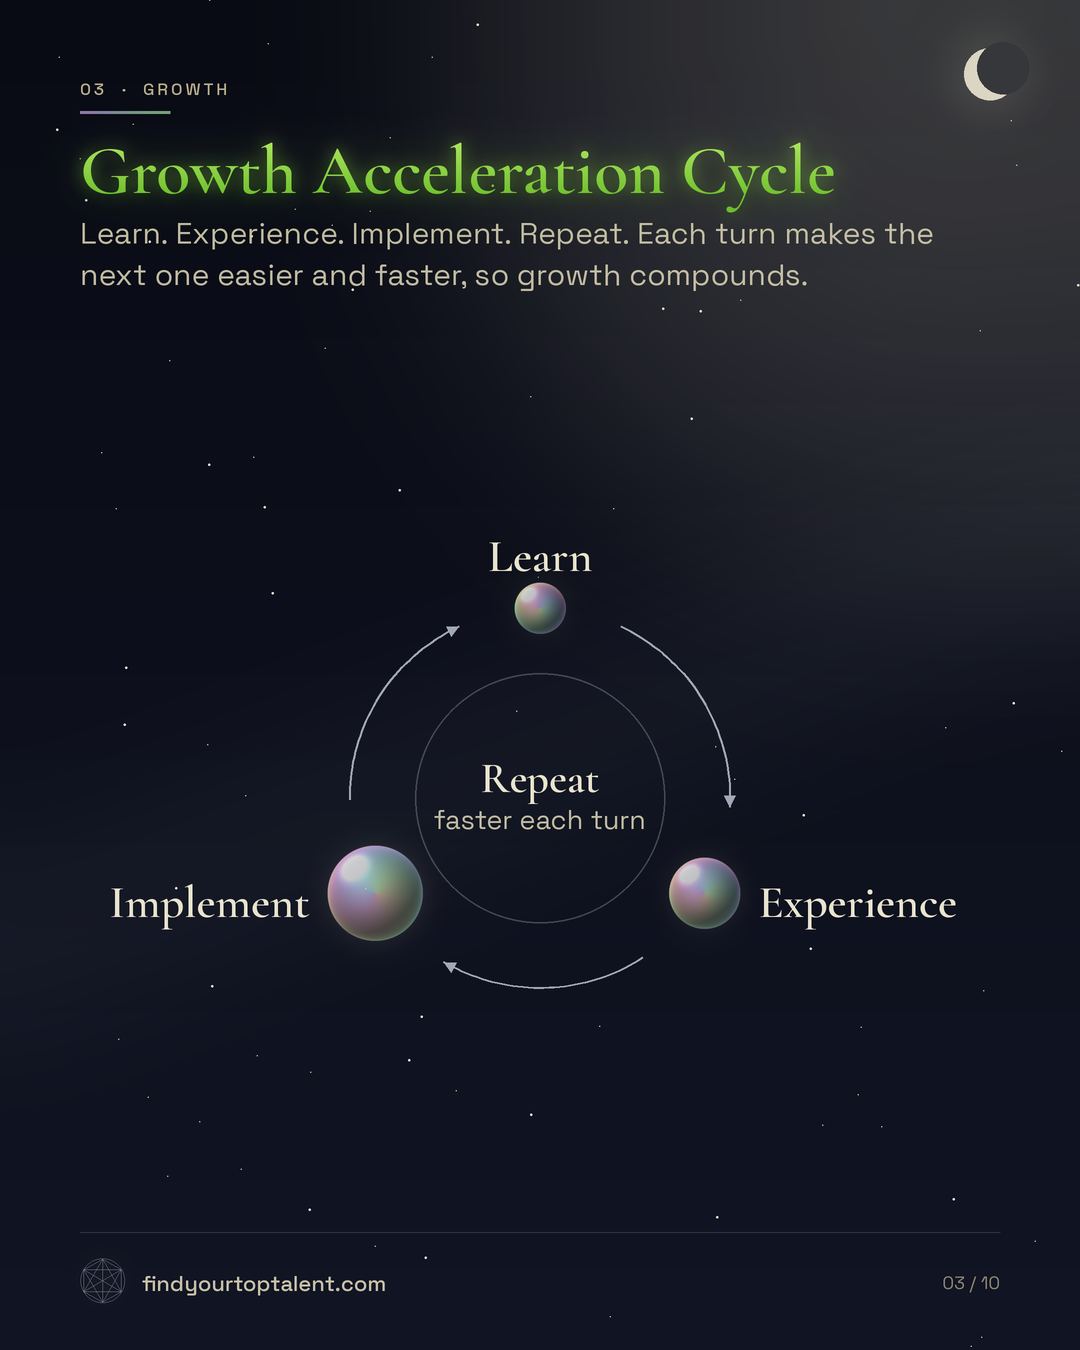 03 · GROWTH
Growth Acceleration Cycle
Learn. Experience. Implement. Repeat. Each turn makes the
next one easier and faster, so growth compounds.
Learn
Repeat
faster each turn
Implement
Experience
findyourtoptalent.com
03 / 10